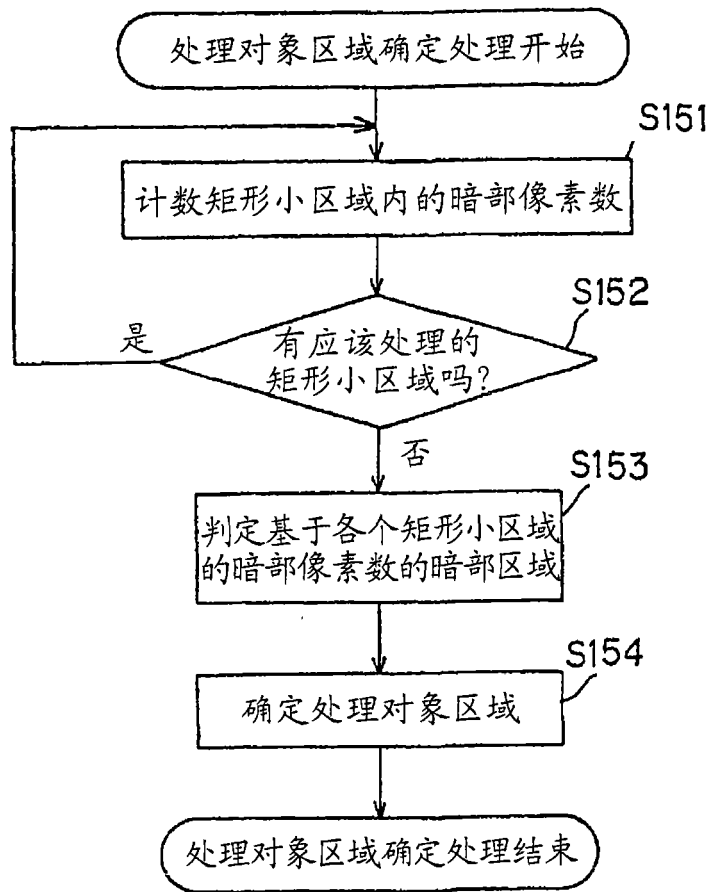 处理对象区域确定处理开始
S151
计数矩形小区域内的暗部像素数
S152
是
有应该处理的
矩形小区域吗?
否
S153
判定基于各个矩形小区域
的暗部像素数的暗部区域
S154
确定处理对象区域
处理对象区域确定处理结束